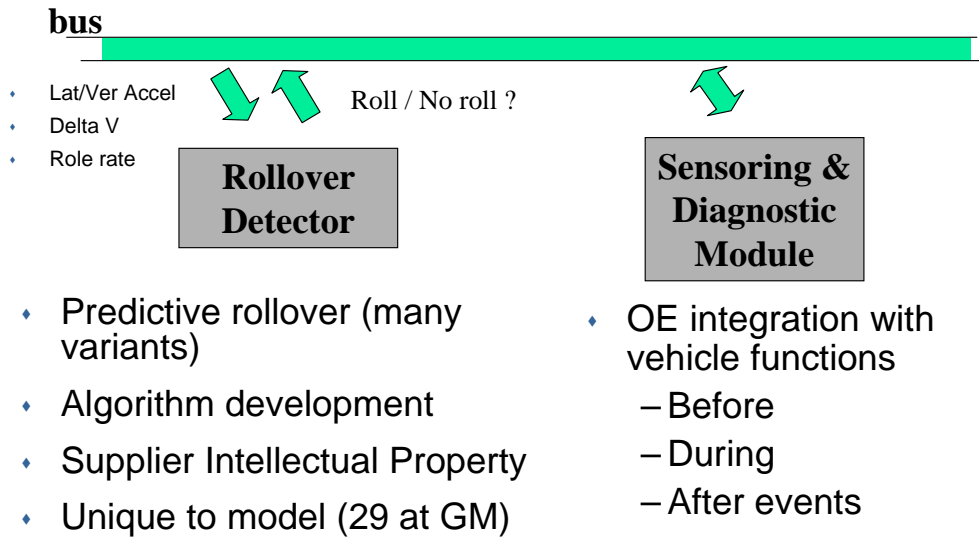 bus
Lat/Ver Accel
Delta V
Role rate
Roll / No roll ?
Rollover
Detector
Sensoring &
Diagnostic
Module
Predictive rollover (many
variants)
Algorithm development
Supplier Intellectual Property
Unique to model (29 at GM)
OE integration with
vehicle functions
– Before
– During
– After events